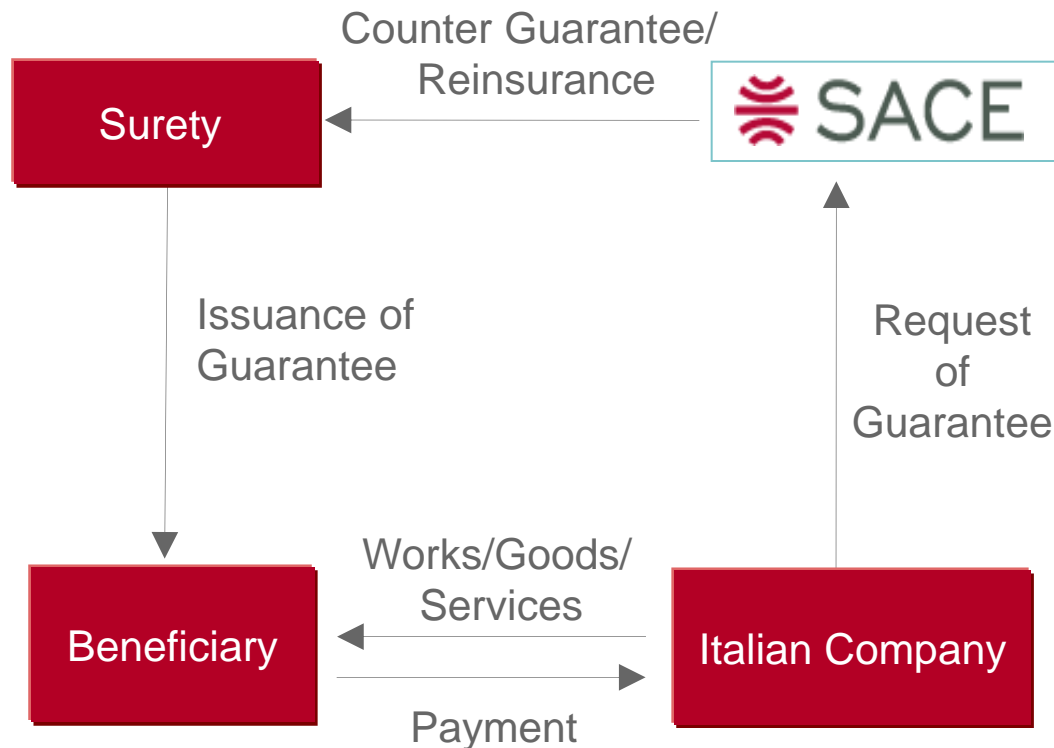 Counter Guarantee/
Reinsurance
Surety
SACE
Issuance of
Guarantee
Request
of
Guarantee
Works/Goods/
Services
Beneficiary
Italian Company
Payment